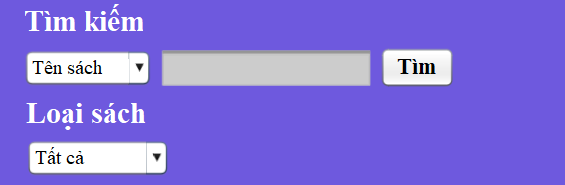 Tìm kiếm
Tên sách Tìm
Loại sách
Tất cả